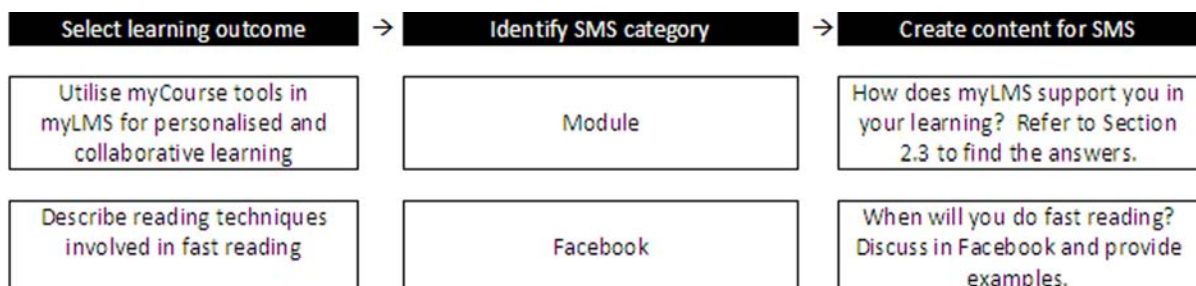 Select learning outcome → Identify SMS category → Create content for SMS
Utilise myCourse tools in
myLMS for personalised and
collaborative learning
Module
How does myLMS support you in
your learning? Refer to Section
2.3 to find the answers.
Describe reading techniques
involved in fast reading
Facebook
When will you do fast reading?
Discuss in Facebook and provide
examples.